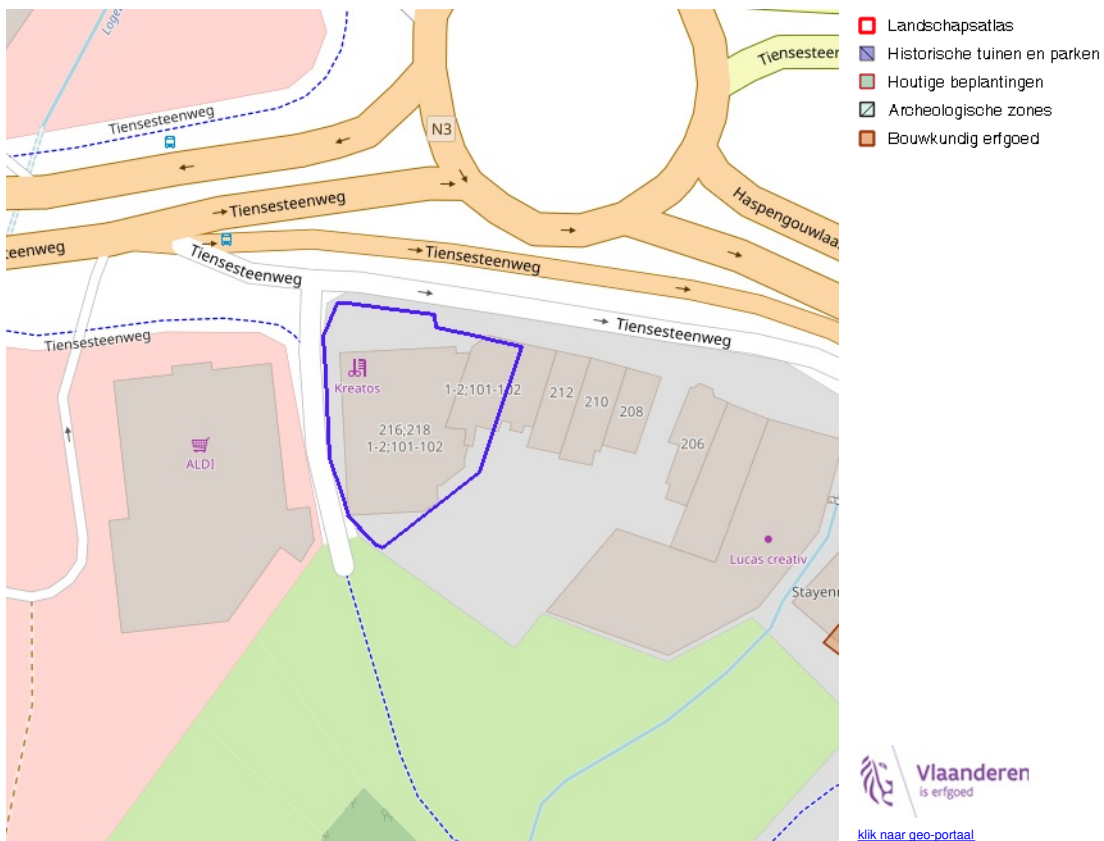 Tiensesteenweg
Tiensesteenweg
N3
Tiensesteenweg
Haspengouwlaa
teenweg
Tiensesteenweg
Tiensesteenweg
Tiensesteenweg
Tiensesteenweg
Kreatos
1-2;101-102
212
210
208
216;218
1-2;101-102
206
ALDI
Lucas creativ
Stayen
Landschapsatlas
Historische tuinen en parken
Houtige beplantingen
Archeologische zones
Bouwkundig erfgoed
Vlaanderen
is erfgoed
klik naar geo-portaal